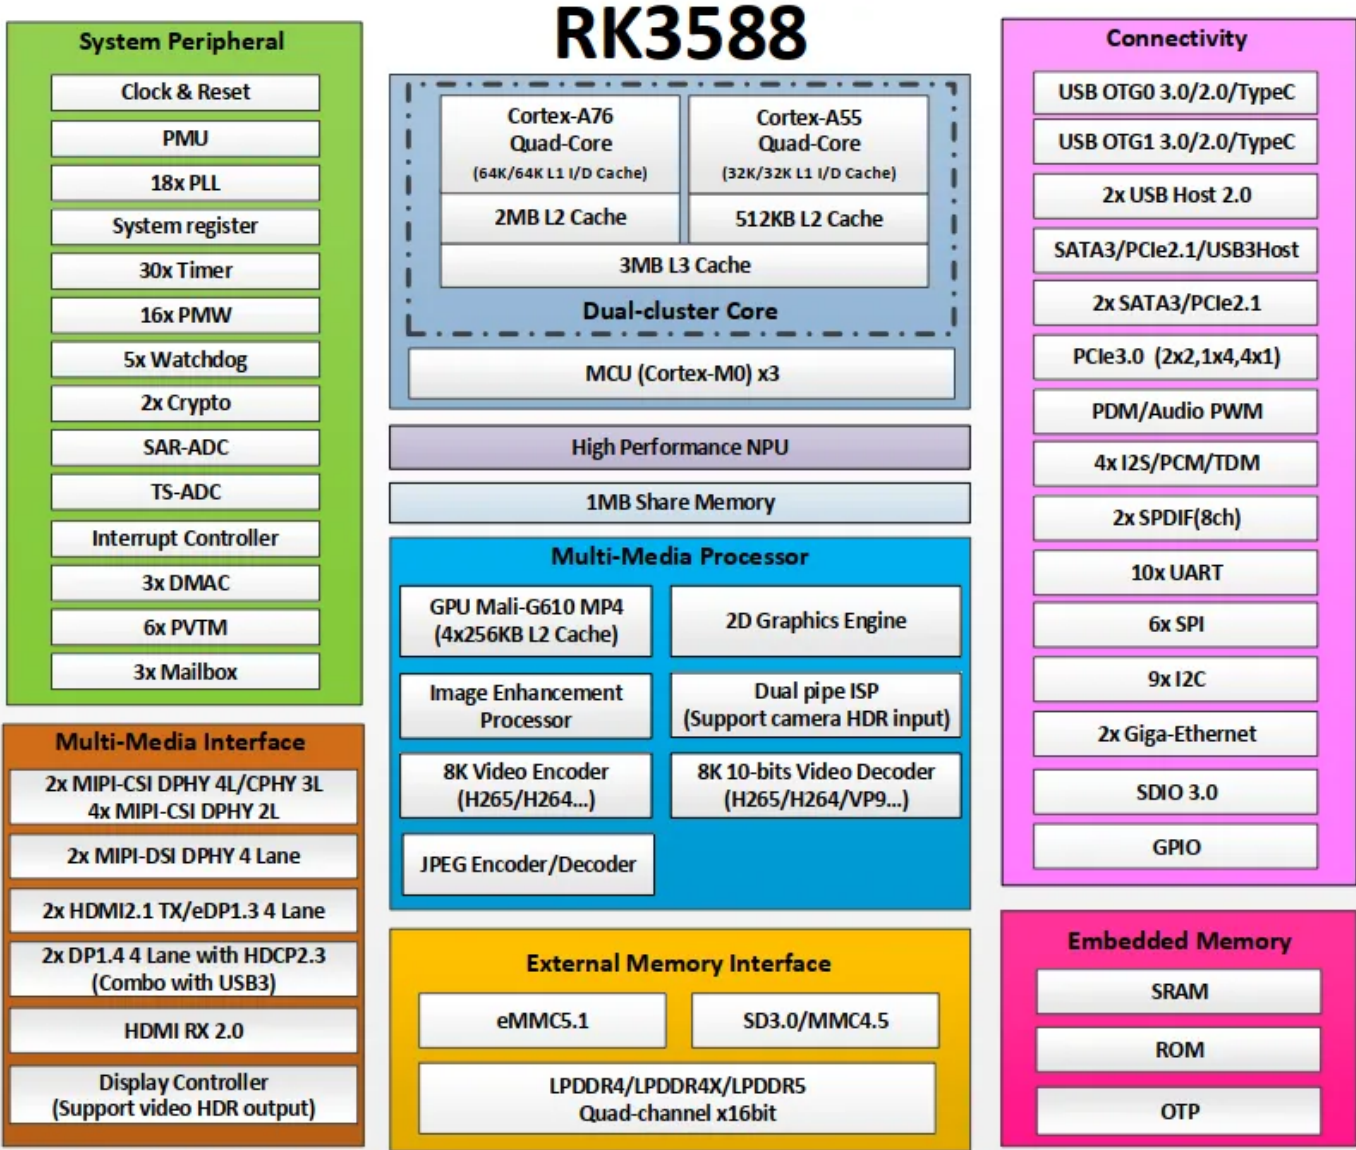 RK3588
System Peripheral
Clock & Reset
PMU
18x PLL
System register
30x Timer
16x PMW
5x Watchdog
2x Crypto
SAR-ADC
TS-ADC
Interrupt Controller
3x DMAC
6x PVTM
3x Mailbox
Multi-Media Interface
2x MIPI-CSI DPHY 4L/CPHY 3L
4x MIPI-CSI DPHY 2L
2x MIPI-DSI DPHY 4 Lane
2x HDMI2.1 TX/eDP1.3 4 Lane
2x DP1.4 4 Lane with HDCP2.3
(Combo with USB3)
HDMI RX 2.0
Display Controller
(Support video HDR output)
Cortex-A76
Quad-Core
(64K/64K L1 I/D Cache)
2MB L2 Cache
Cortex-A55
Quad-Core
(32K/32K L1 I/D Cache)
512KB L2 Cache
3MB L3 Cache
Dual-cluster Core
MCU (Cortex-M0) x3
High Performance NPU
1MB Share Memory
Multi-Media Processor
GPU Mali-G610 MP4
(4x256KB L2 Cache)
2D Graphics Engine
Image Enhancement
Processor
Dual pipe ISP
(Support camera HDR input)
8K Video Encoder
(H265/H264...)
8K 10-bits Video Decoder
(H265/H264/VP9...)
JPEG Encoder/Decoder
External Memory Interface
eMMC5.1
SD3.0/MMC4.5
LPDDR4/LPDDR4X/LPDDR5
Quad-channel x16bit
Connectivity
USB OTG0 3.0/2.0/TypeC
USB OTG1 3.0/2.0/TypeC
2x USB Host 2.0
SATA3/PCIe2.1/USB3Host
2x SATA3/PCIe2.1
PCIe3.0 (2x2,1x4,4x1)
PDM/Audio PWM
4x I2S/PCM/TDM
2x SPDIF(8ch)
10x UART
6x SPI
9x I2C
2x Giga-Ethernet
SDIO 3.0
GPIO
Embedded Memory
SRAM
ROM
OTP